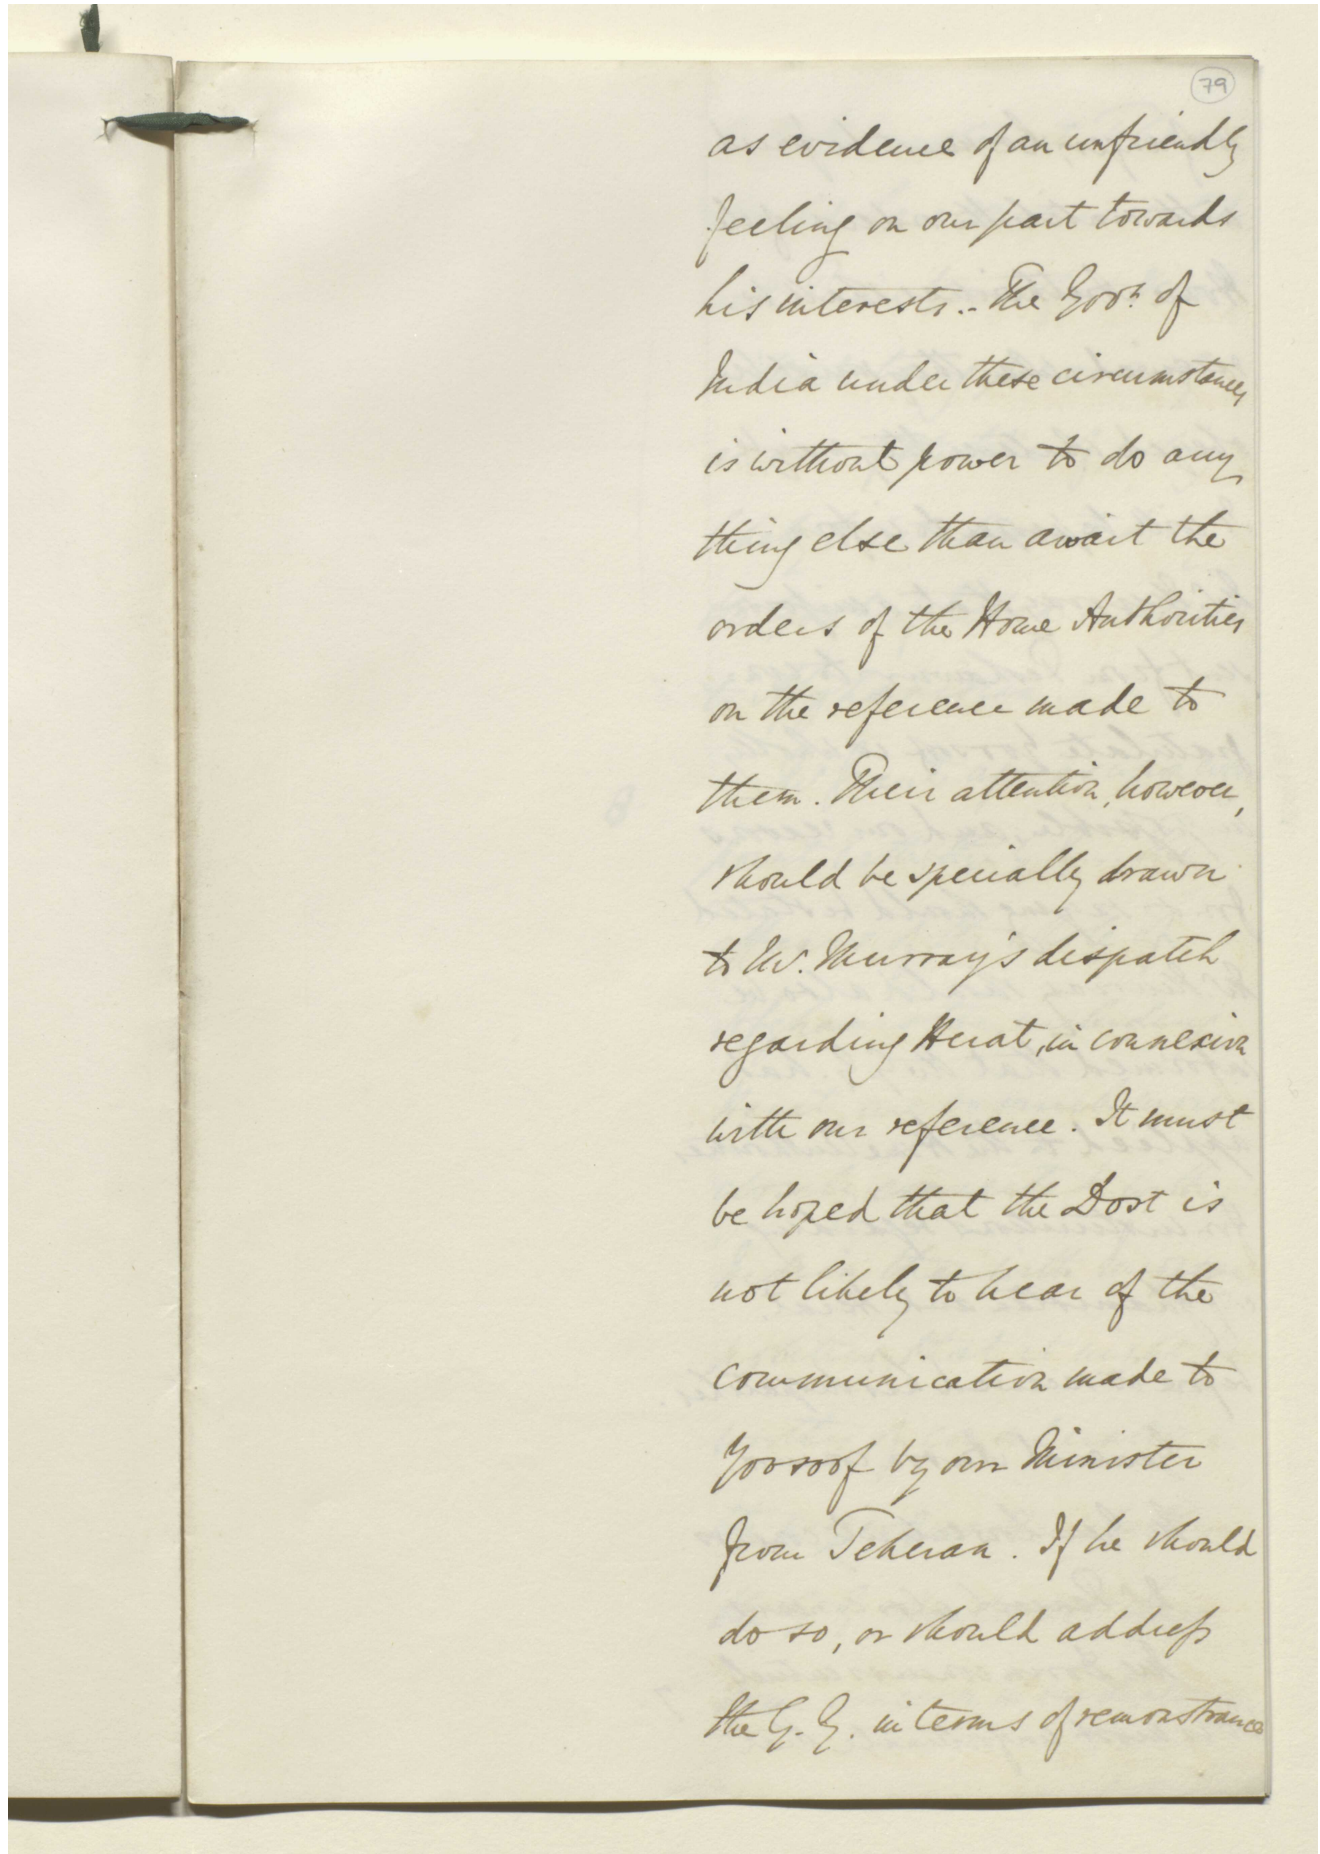 79
as evidence of an unfriendly
feeling on our part towards
his interests.- The Govt. of
India under these circumstances
is without power to do any
thing else than await the
orders of the Home Authorities
on the reference made to
them. Their attention, however,
should be specially drawn
to Mr. Murray's dispatch
regarding Herat, in connexion
with our reference. It must
be hoped that the Dost is
not likely to hear of the
communication made to
Yoosoof by our Minister
from Teheran. If he should
do so, or should address
the G. G. in terms of remonstrance